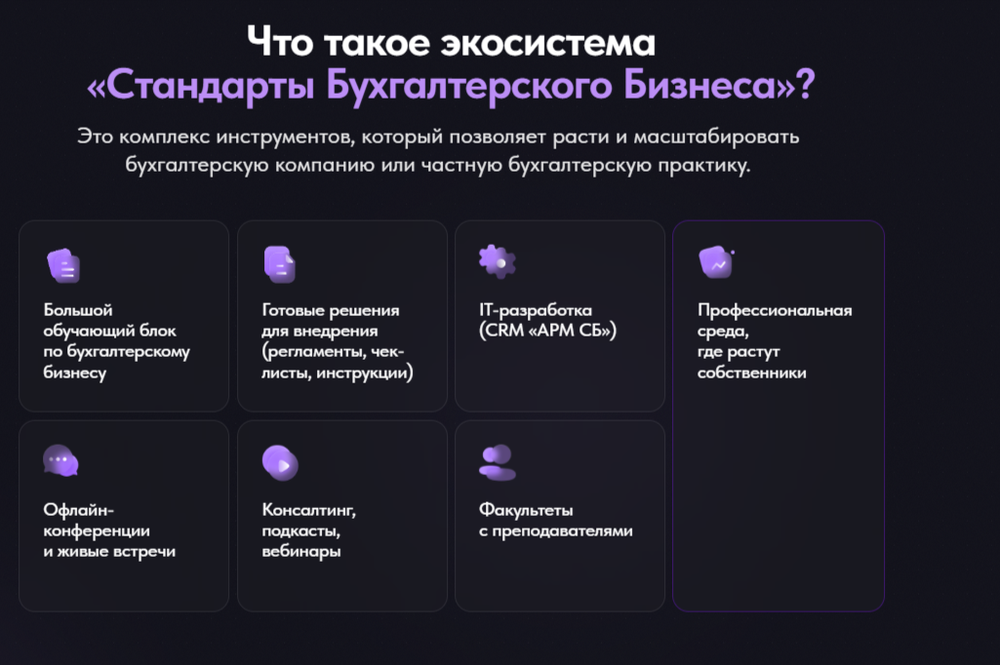 Что такое экосистема
«Стандарты Бухгалтерского Бизнеса»?
Это комплекс инструментов, который позволяет расти и масштабировать
бухгалтерскую компанию или частную бухгалтерскую практику.
Большой
обучающий блок
по бухгалтерскому
бизнесу
Готовые решения
для внедрения
(регламенты, чек-
листы, инструкции)
IT-разработка
(CRM «АРМ СБ»)
Профессиональная
среда,
где растут
собственники
Офлайн-
конференции
и живые встречи
Консалтинг,
подкасты,
вебинары
Факультеты
с преподавателями